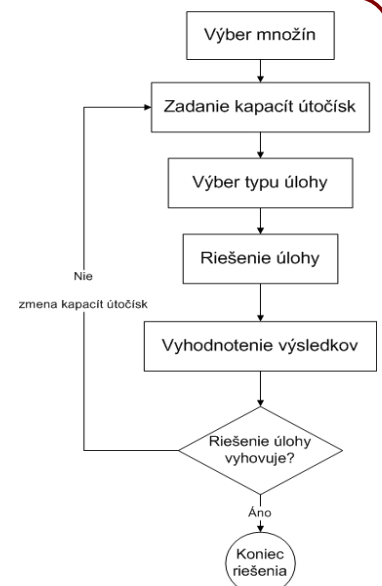 Výber množín
Zadanie kapacít útočísk
Výber typu úlohy
Riešenie úlohy
Nie
zmena kapacít útočísk
Vyhodnotenie výsledkov
Riešenie úlohy
vyhovuje?
Áno
Koniec
riešenia